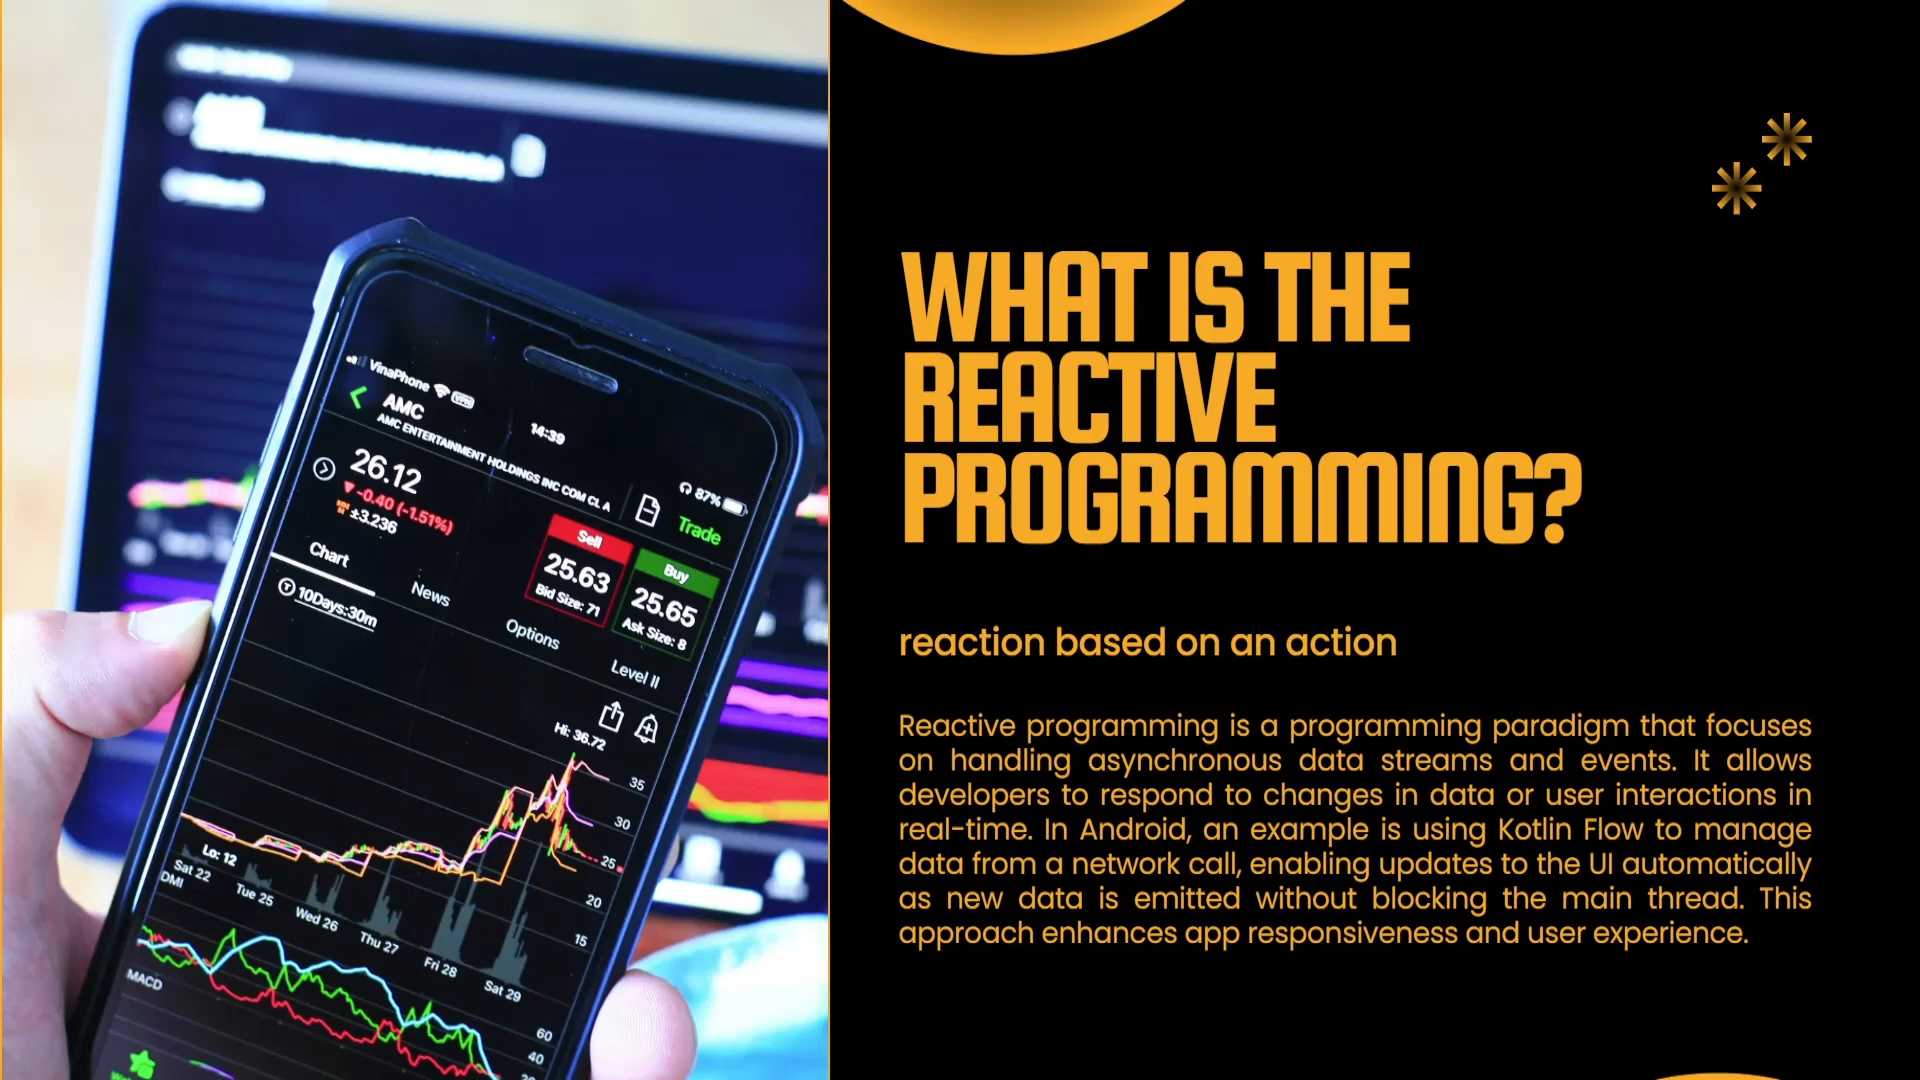 VinaPhone VPN
14:39
87%
AMC
AMC ENTERTAINMENT HOLDINGS INC COM CL A
26.12
-0.40 (-1.51%)
±3.236
Trade
Sell
25.63
Bid Size: 71
Buy
25.65
Ask Size: 8
Chart
News
Options
Level II
10Days:30m
Hi: 36.72
35
30
25
20
15
Lo: 12
Sat 22
Tue 25
Wed 26
Thu 27
Fri 28
Sat 29
DMI
60
40
MACD
WHAT IS THE
REACTIVE
PROGRAMMING?
reaction based on an action
Reactive programming is a programming paradigm that focuses
on handling asynchronous data streams and events. It allows
developers to respond to changes in data or user interactions in
real-time. In Android, an example is using Kotlin Flow to manage
data from a network call, enabling updates to the UI automatically
as new data is emitted without blocking the main thread. This
approach enhances app responsiveness and user experience.